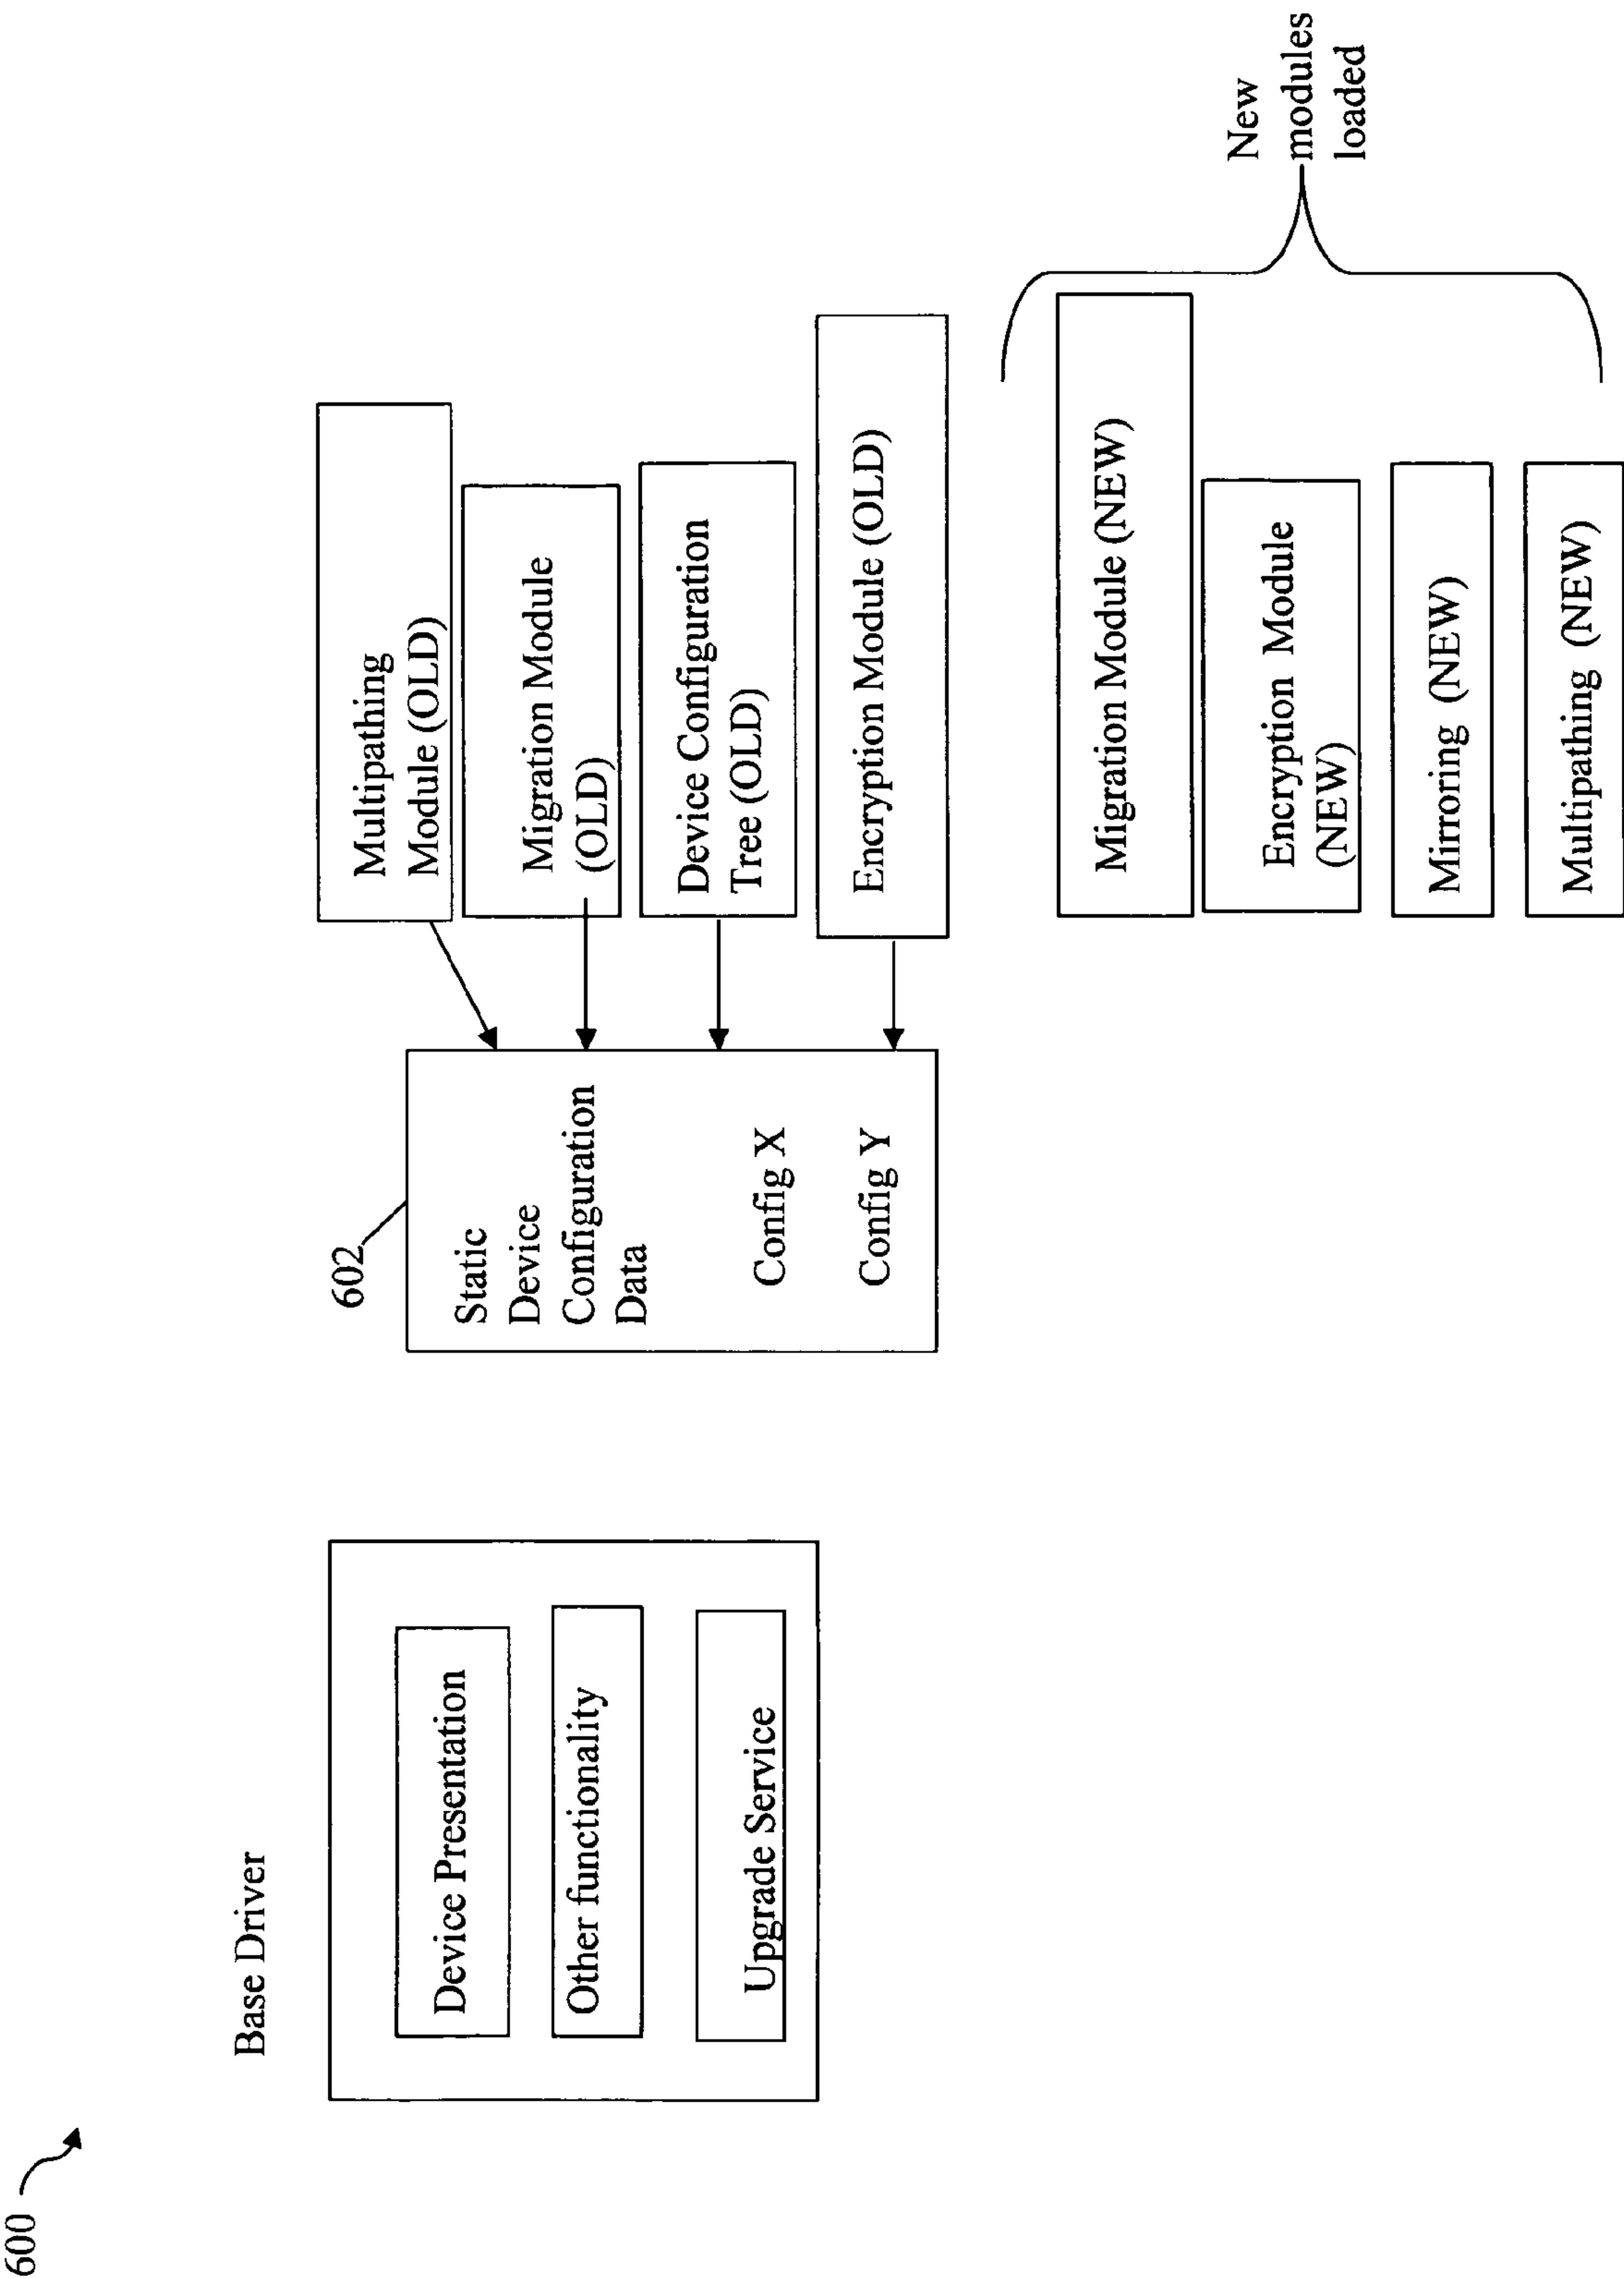 600
Base Driver
Device Presentation
Other functionality
Upgrade Service
602
Static
Device
Configuration
Data
Config X
Config Y
Multipathing
Module (OLD)
Migration Module
(OLD)
Device Configuration
Tree (OLD)
Encryption Module (OLD)
Migration Module (NEW)
Encryption Module
(NEW)
Mirroring (NEW)
Multipathing (NEW)
New
modules
loaded